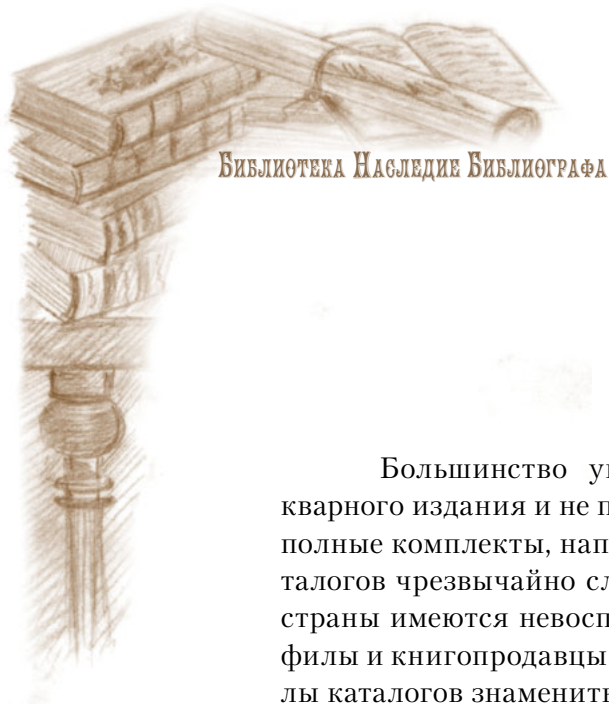 Библиотека Наследие Библиографа
Большинство
кварного издания и не
полные комплекты,
талогов чрезвычайно
страны имеются
филы и книгопродавцы
лы каталогов